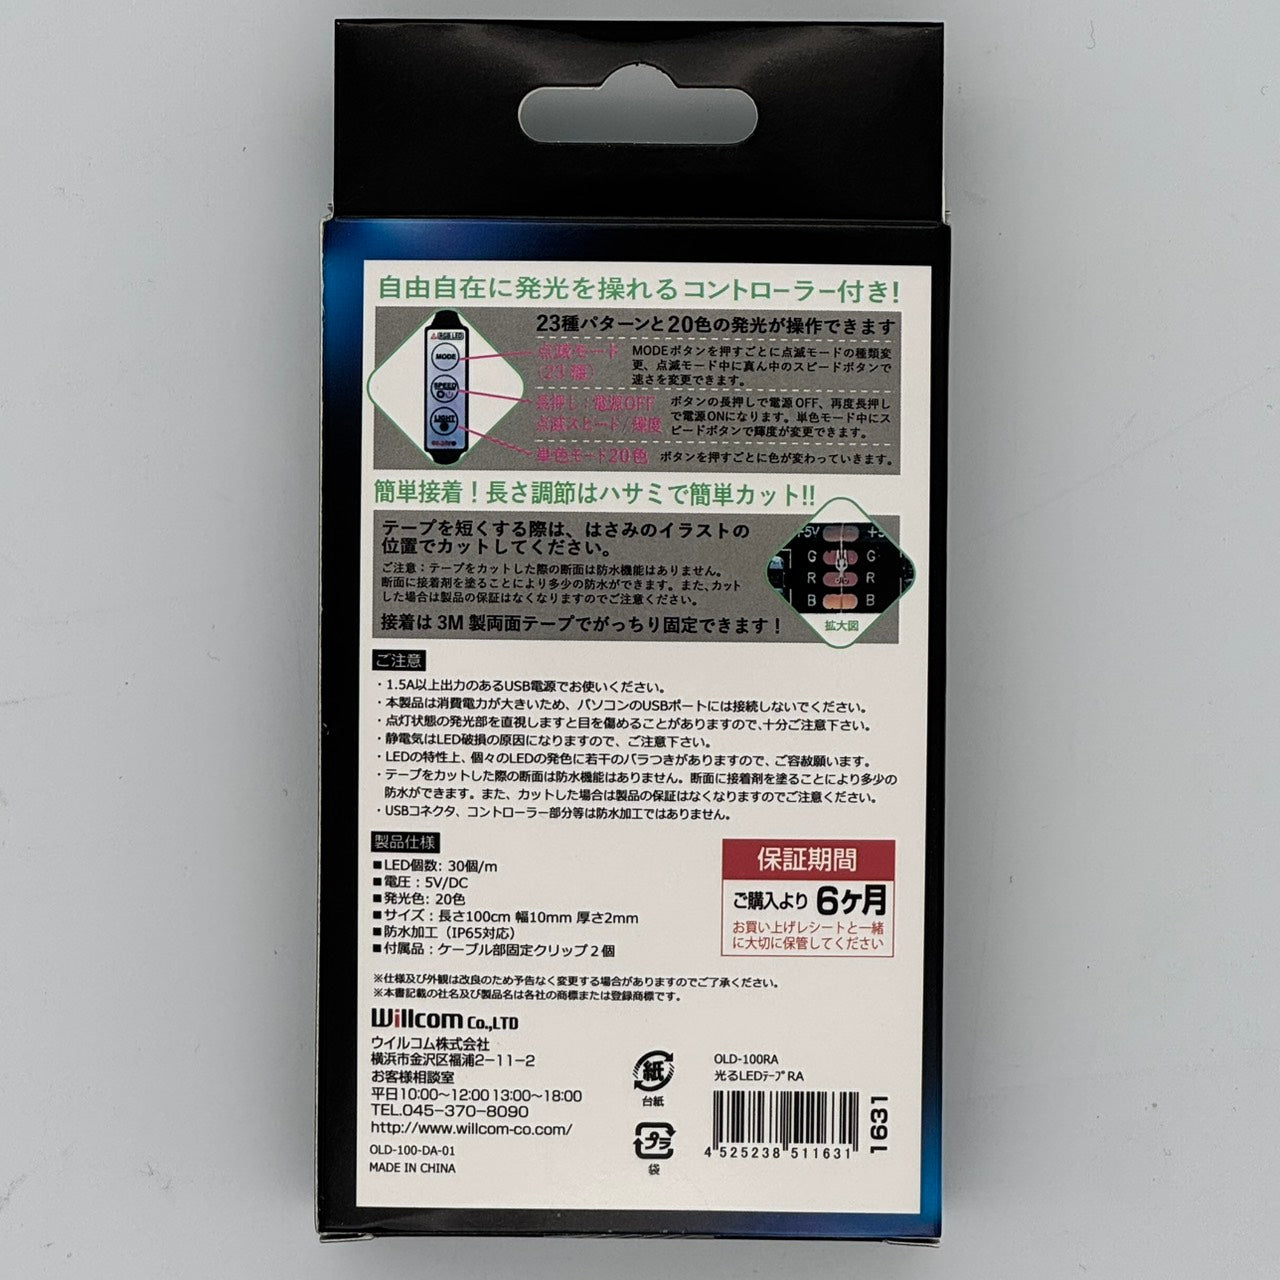 自由自在に発光を操れるコントローラー付き!
23種パターンと20色の発光が操作できます
RGB LED
MODE
SPEED
LIGHT
点滅モード
(23種)
MODEボタンを押すごとに点滅モードの種類変
更、点滅モード中に真ん中のスピードボタンで
速さを変更できます。
長押し:電源OFF
点滅スピード/輝度
ボタンの長押しで電源OFF、再度長押し
で電源ONになります。単色モード中にス
ピードボタンで輝度が変更できます。
単色モード20色
ボタンを押すごとに色が変わっていきます。
簡単接着!長さ調節はハサミで簡単カット!!
テープを短くする際は、はさみのイラストの
位置でカットしてください。
ご注意:テープをカットした際の断面は防水機能はありません。
断面に接着剤を塗ることにより多少の防水ができます。また、カット
した場合は製品の保証はなくなりますのでご注意ください。
接着は3M製両面テープでがっちり固定できます!
+5V +5
G G
R R
B B
拡大図
ご注意
・1.5A以上出力のあるUSB電源でお使いください。
・本製品は消費電力が大きいため、パソコンのUSBポートには接続しないでください。
・点灯状態の発光部を直視しますと目を傷めることがありますので、十分ご注意下さい。
・静電気はLED破損の原因になりますので、ご注意下さい。
・LEDの特性上、個々のLEDの発色に若干のバラつきがありますので、ご容赦願います。
・テープをカットした際の断面は防水機能はありません。断面に接着剤を塗ることにより多少の
防水ができます。また、カットした場合は製品の保証はなくなりますのでご注意ください。
・USBコネクタ、コントローラー部分等は防水加工ではありません。
製品仕様
■LED個数: 30個/m
■電圧:5V/DC
■発光色: 20色
■サイズ:長さ100cm 幅10mm 厚さ2mm
■防水加工(IP65対応)
■付属品:ケーブル部固定クリップ2個
保証期間
ご購入より 6ケ月
お買い上げレシートと一緒
に大切に保管してください
※仕様及び外観は改良のため予告なく変更する場合がありますのでご了承ください。
※本書記載の社名及び製品名は各社の商標または登録商標です。
Willcom Co.,LTD
ウイルコム株式会社
横浜市金沢区福浦2-11-2
お客様相談室
平日10:00~12:00 13:00~18:00
TEL.045-370-8090
http://www.willcom-co.com/
OLD-100-DA-01
MADE IN CHINA
紙
台紙
プラ
袋
OLD-100RA
光るLEDテープRA
4 525238 511631
1631